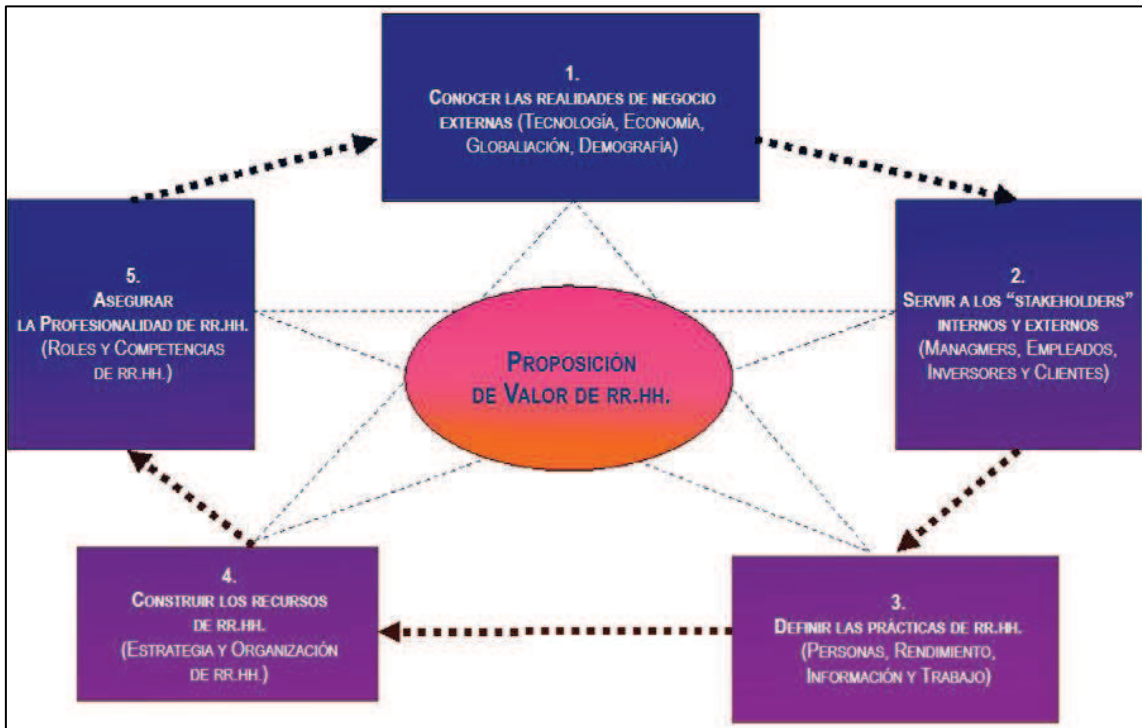 1.
CONOCER LAS REALIDADES DE NEGOCIO
EXTERNAS (TECNOLOGÍA, ECONOMÍA,
GLOBALIACIÓN, DEMOGRAFÍA)
2.
SERVIR A LOS “STAKEHOLDERS”
INTERNOS Y EXTERNOS
(MANAGMERS, EMPLEADOS,
INVERSORES Y CLIENTES)
3.
DEFINIR LAS PRÁCTICAS DE RR.HH.
(PERSONAS, RENDIMIENTO,
INFORMACIÓN Y TRABAJO)
4.
CONSTRUIR LOS RECURSOS
DE RR.HH.
(ESTRATEGIA Y ORGANIZACIÓN
DE RR.HH.)
5.
ASEGURAR
LA PROFESIONALIDAD DE RR.HH.
(ROLES Y COMPETENCIAS
DE RR.HH.)
PROPOSICIÓN
DE VALOR DE RR.HH.